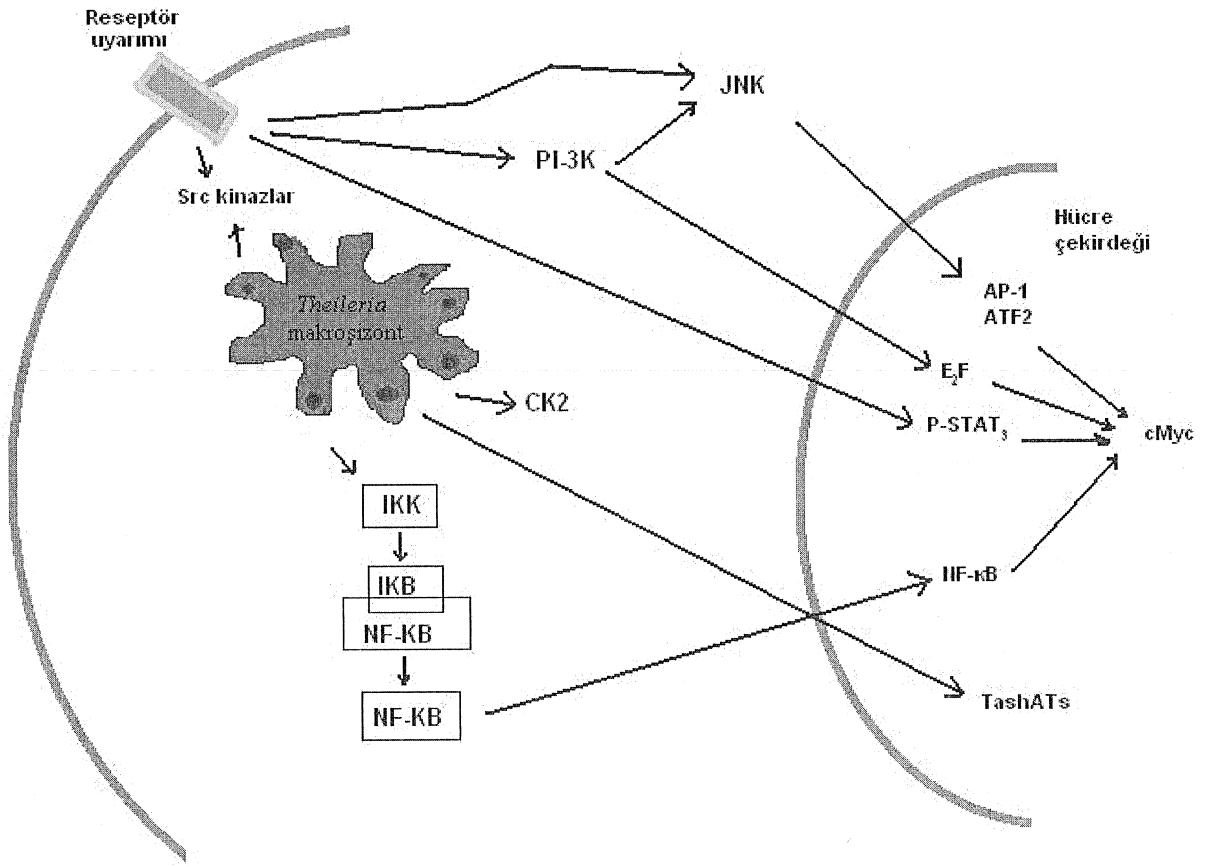 Reseptör
uyarımı
JNK
PI-3K
Src kinazlar
Hücre
çekirdeği
Theileria
makroşizont
AP-1
ATF2
E₂F
CK2
P-STAT₃
cMyc
IKK
IKB
NF-KB
NF-κB
NF-KB
TashATs